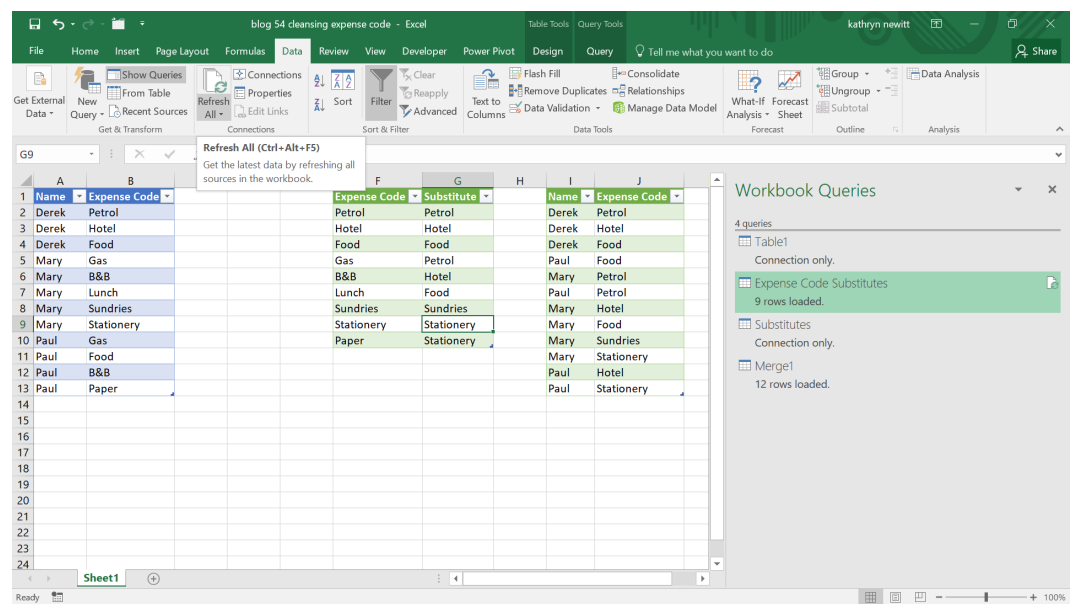 blog 54 cleansing expense code - Excel
Table Tools Query Tools
kathryn newitt
File Home Insert Page Layout Formulas Data Review View Developer Power Pivot Design Query Tell me what you want to do Share
Get External Data
New Query
Show Queries
From Table
Recent Sources
Get & Transform
Refresh All
Connections
Properties
Edit Links
Connections
Sort
Filter
Clear
Reapply
Advanced
Sort & Filter
Text to Columns
Flash Fill
Remove Duplicates
Data Validation
Consolidate
Relationships
Manage Data Model
Data Tools
What-If Analysis
Forecast Sheet
Forecast
Group
Ungroup
Subtotal
Outline
Data Analysis
Analysis
G9
Refresh All (Ctrl+Alt+F5)
Get the latest data by refreshing all
sources in the workbook.
A B F G H I J
1 Name Expense Code Expense Code Substitute Name Expense Code
2 Derek Petrol Petrol Petrol Derek Petrol
3 Derek Hotel Hotel Hotel Derek Hotel
4 Derek Food Food Food Derek Food
5 Mary Gas Gas Petrol Paul Food
6 Mary B&B B&B Hotel Mary Petrol
7 Mary Lunch Lunch Food Paul Petrol
8 Mary Sundries Sundries Sundries Mary Hotel
9 Mary Stationery Stationery Stationery Mary Food
10 Paul Gas Paper Stationery Mary Sundries
11 Paul Food Mary Stationery
12 Paul B&B Paul Hotel
13 Paul Paper Paul Stationery
14
15
16
17
18
19
20
21
22
23
24
Workbook Queries
4 queries
Table1
Connection only.
Expense Code Substitutes
9 rows loaded.
Substitutes
Connection only.
Merge1
12 rows loaded.
Sheet1
Ready
100%